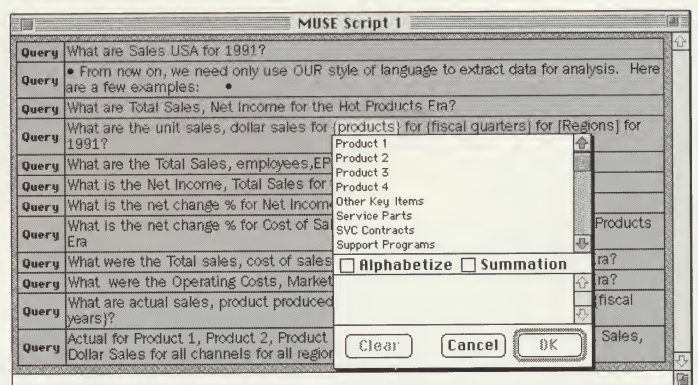 MUSE Script 1
Query What are Sales USA for 1991?
Query • From now on, we need only use OUR style of language to extract data for analysis. Here
are a few examples: •
Query What are Total Sales, Net Income for the Hot Products Era?
Query What are the unit sales, dollar sales for {products} for {fiscal quarters} for [Regions] for
1991?
Query What are the Total Sales, employees,EP
Query What is the Net Income, Total Sales for
Query What is the net change % for Net Incom
Query What is the net change % for Cost of Sal Products
Era
Query What were the Total sales, cost of sales ra?
Query What were the Operating Costs, Market ra?
Query What are actual sales, product produced {fiscal
years}?
Query Actual for Product 1, Product 2, Product Sales,
Dollar Sales for all channels for all region
Product 1
Product 2
Product 3
Product 4
Other Key Items
Service Parts
SVC Contracts
Support Programs
Alphabetize Summation
Clear Cancel OK